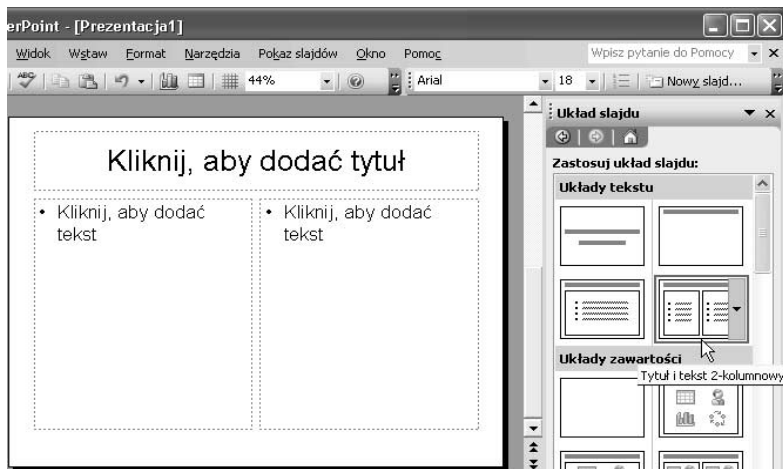 erPoint - [Prezentacja1]
Widok Wstaw Format Narzędzia Pokaz slajdów Okno Pomoc Wpisz pytanie do Pomocy
ABC 44% Arial 18 Nowy slajd...
Układ slajdu
Zastosuj układ slajdu:
Układy tekstu
Kliknij, aby dodać tytuł
• Kliknij, aby dodać
tekst
• Kliknij, aby dodać
tekst
Układy zawartości
Tytuł i tekst 2-kolumnowy